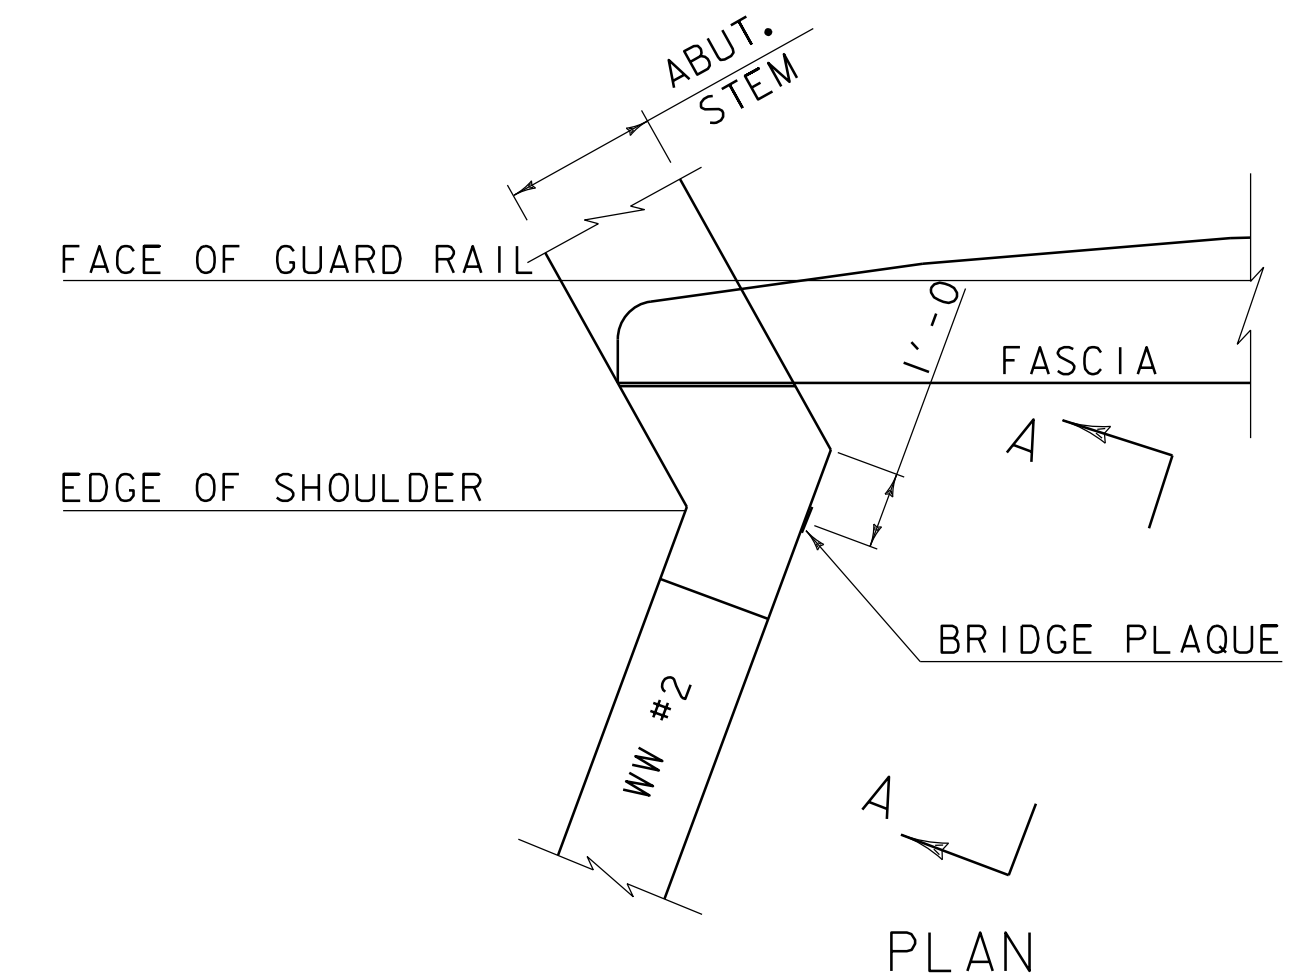 ABUT.
STEM
FACE OF GUARD RAIL
1'-0
FASCIA
A
EDGE OF SHOULDER
BRIDGE PLAQUE
WW #2
A
PLAN